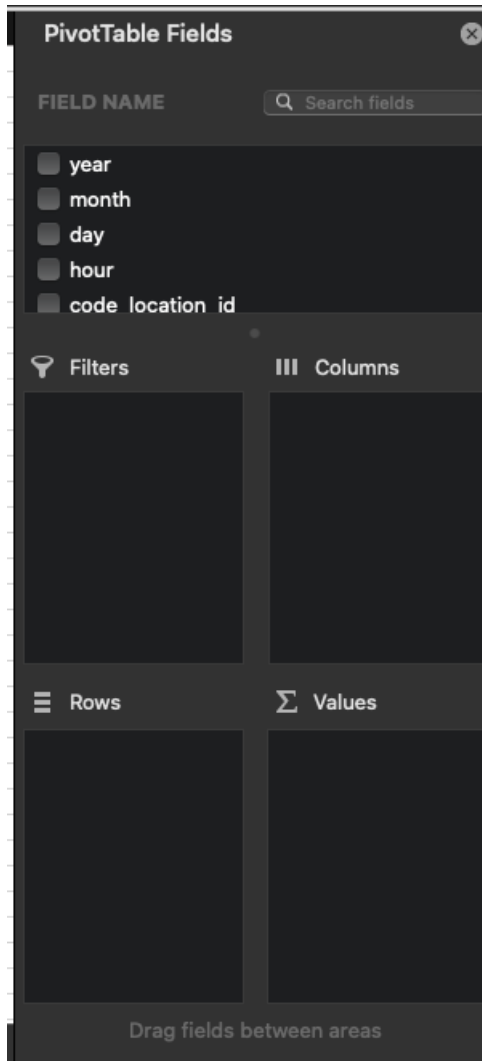 PivotTable Fields
FIELD NAME
Search fields
year
month
day
hour
code_location_id
Filters
Columns
Rows
Values
Drag fields between areas